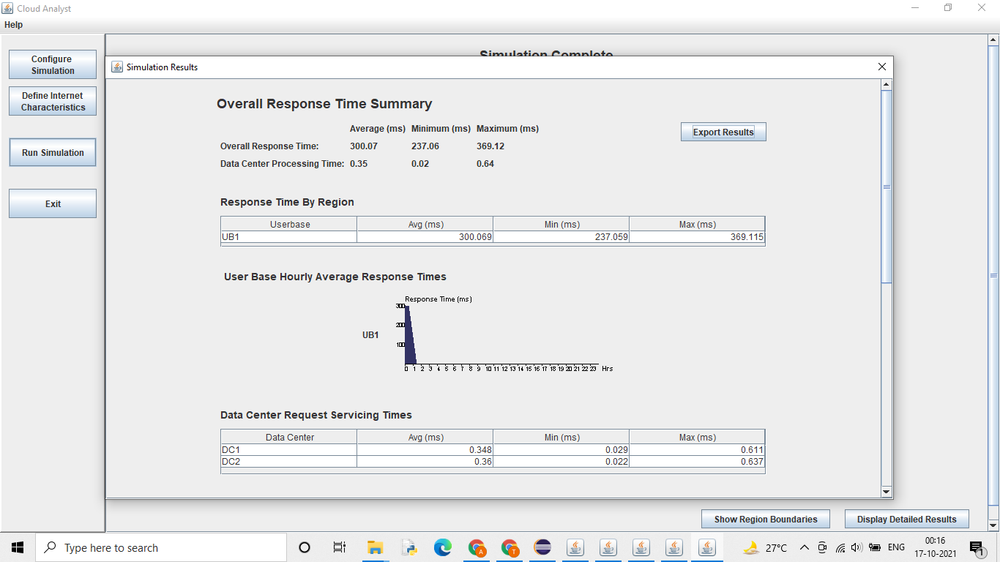 Cloud Analyst
Help
Configure
Simulation
Define Internet
Characteristics
Run Simulation
Exit
Simulation Complete
Simulation Results
Overall Response Time Summary
Average (ms) Minimum (ms) Maximum (ms)
Export Results
Overall Response Time: 300.07 237.06 369.12
Data Center Processing Time: 0.35 0.02 0.64
Response Time By Region
Userbase Avg (ms) Min (ms) Max (ms)
UB1 300.069 237.059 369.115
User Base Hourly Average Response Times
Response Time (ms)
300
200
UB1
100
0 1 2 3 4 5 6 7 8 9 10 11 12 13 14 15 16 17 18 19 20 21 22 23 Hrs
Data Center Request Servicing Times
Data Center Avg (ms) Min (ms) Max (ms)
DC1 0.348 0.029 0.611
DC2 0.36 0.022 0.637
Show Region Boundaries Display Detailed Results
Type here to search
A
T
27°C
ENG
00:16
17-10-2021
1